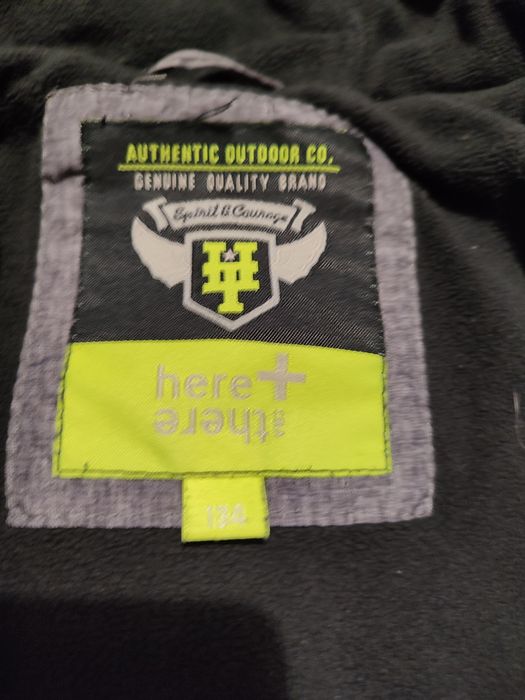 AUTHENTIC OUTDOOR CO.
GENUINE QUALITY BRAND
Spirit & Courage
HT
here+
there
134